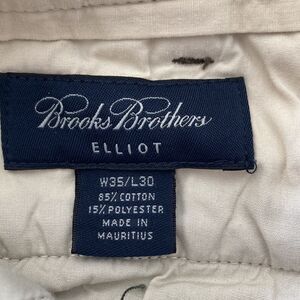 Brooks Brothers
ELLIOT
W35/L30
85% COTTON
15% POLYESTER
MADE IN
MAURITIUS